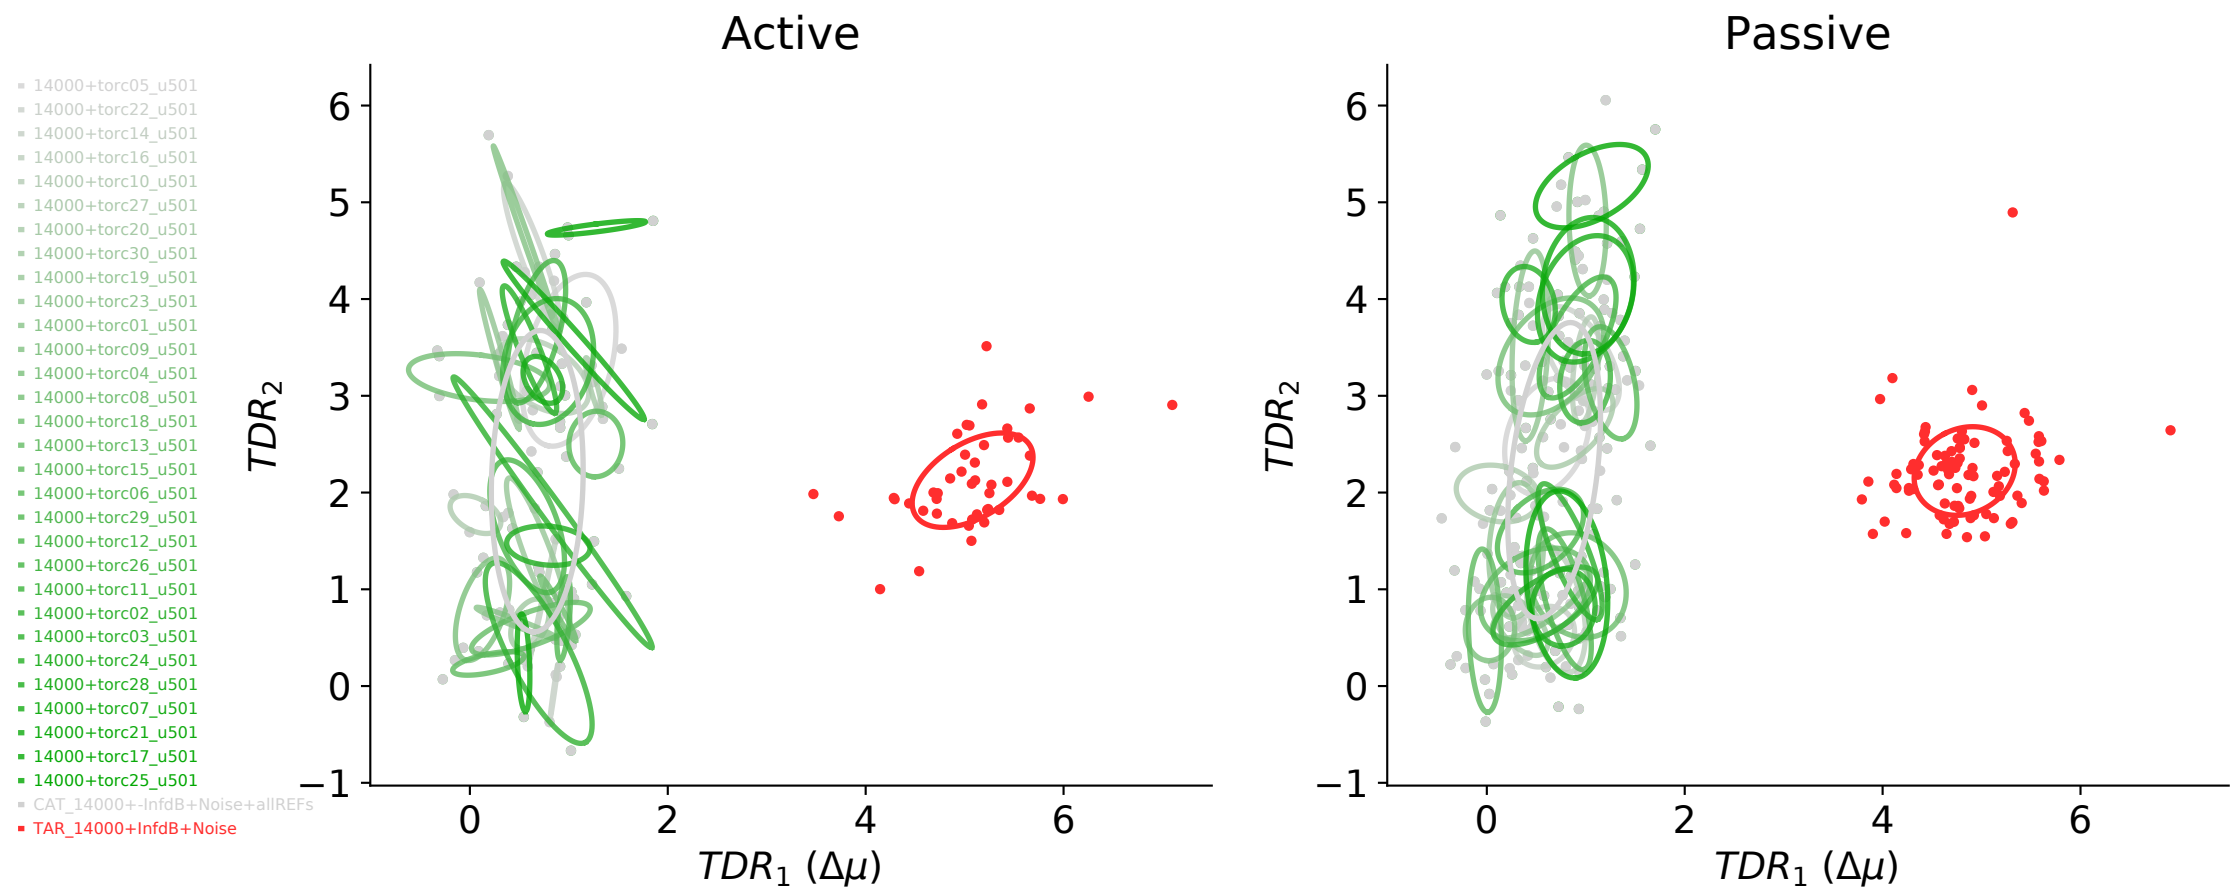 Active
Passive
14000+torc05_u501
14000+torc22_u501
14000+torc14_u501
14000+torc16_u501
14000+torc10_u501
14000+torc27_u501
14000+torc20_u501
14000+torc30_u501
14000+torc19_u501
14000+torc23_u501
14000+torc01_u501
14000+torc09_u501
14000+torc04_u501
14000+torc08_u501
14000+torc18_u501
14000+torc13_u501
14000+torc15_u501
14000+torc06_u501
14000+torc29_u501
14000+torc12_u501
14000+torc26_u501
14000+torc11_u501
14000+torc02_u501
14000+torc03_u501
14000+torc24_u501
14000+torc28_u501
14000+torc07_u501
14000+torc21_u501
14000+torc17_u501
14000+torc25_u501
CAT_14000+-InfdB+Noise+allREFs
TAR_14000+InfdB+Noise
TDR₂
6
5
4
3
2
1
0
−1
0 2 4 6
TDR₁ (Δμ)
TDR₂
6
5
4
3
2
1
0
−1
0 2 4 6
TDR₁ (Δμ)